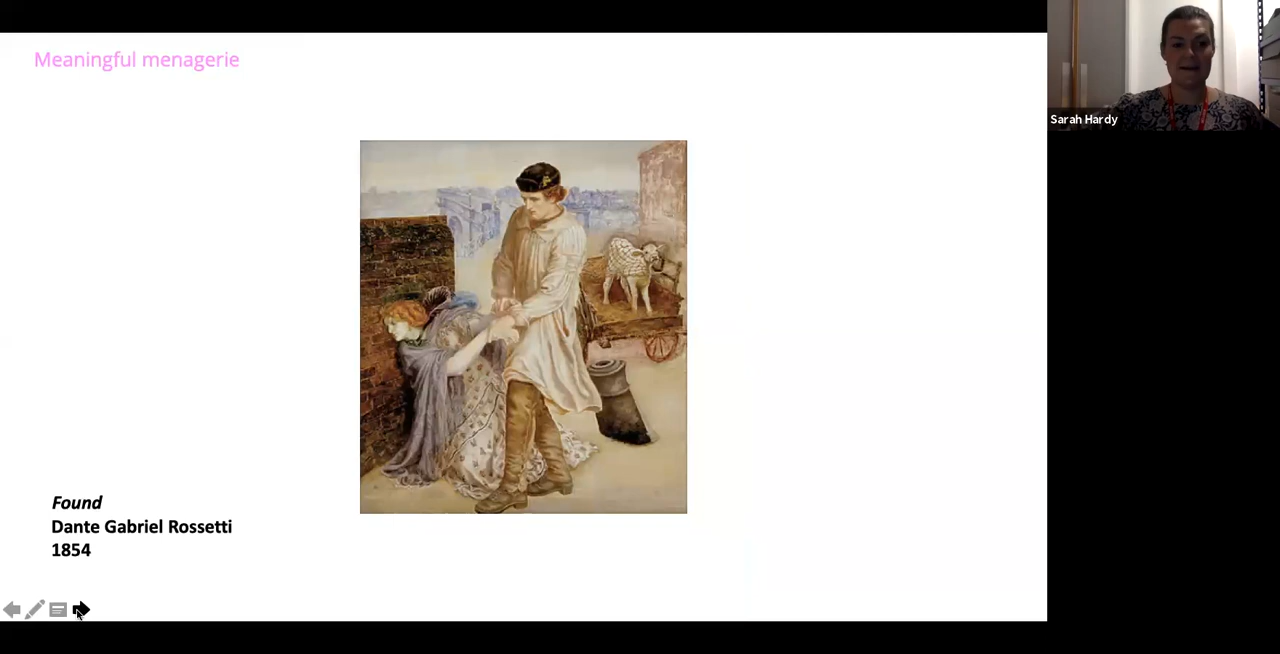 Meaningful menagerie
Sarah Hardy
Found
Dante Gabriel Rossetti
1854